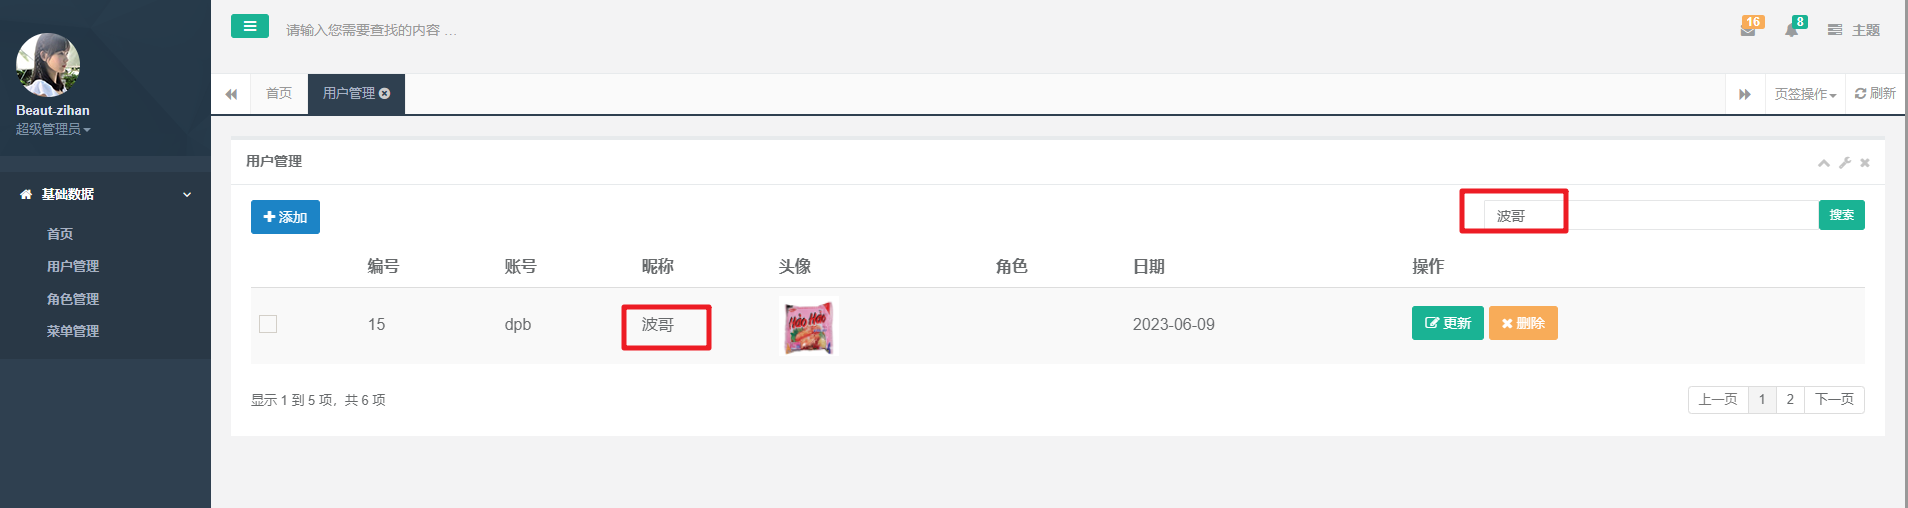 请输入您需要查找的内容 …
16
8
主题
Beaut-zihan
超级管理员
首页
用户管理
页签操作
刷新
基础数据
首页
用户管理
角色管理
菜单管理
用户管理
添加
波哥
搜索
编号 账号 昵称 头像 角色 日期 操作
15 dpb 波哥 Hảo Hảo 2023-06-09 更新 删除
显示 1 到 5 项，共 6 项
上一页 1 2 下一页